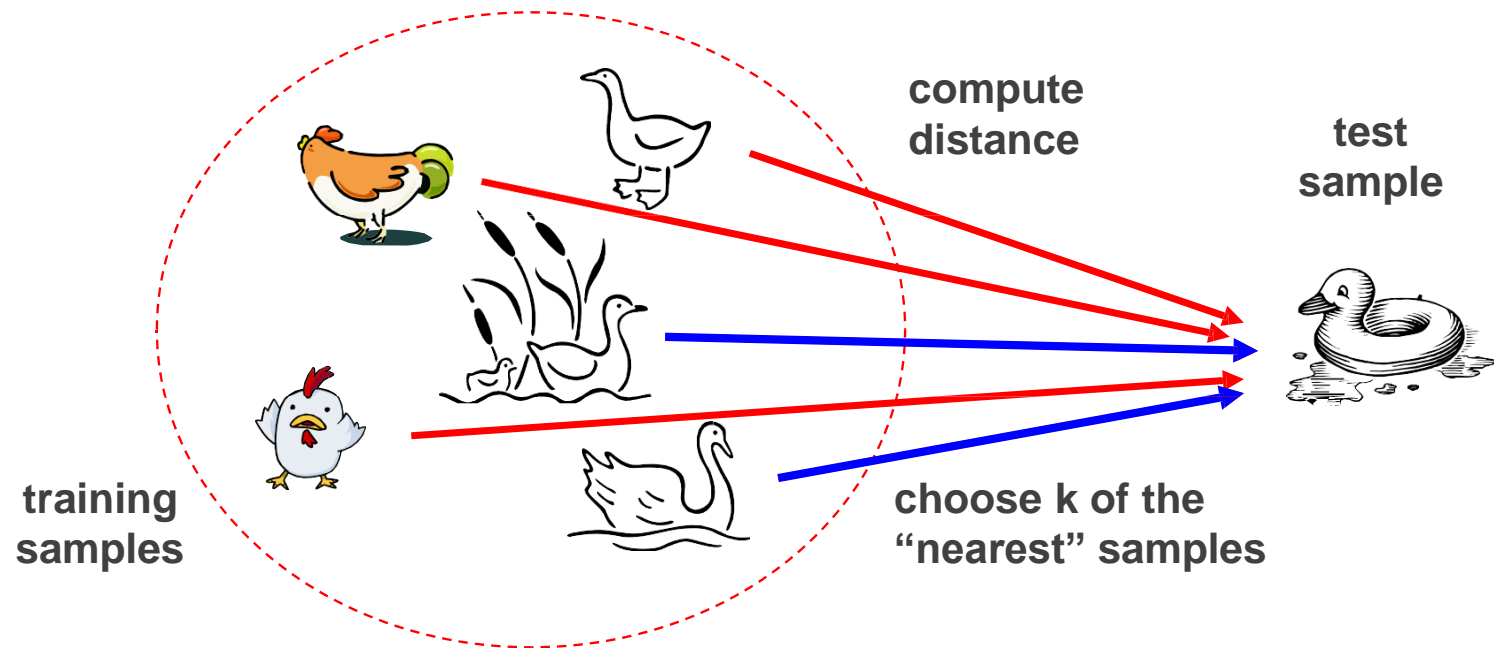 compute
distance
test
sample
training
samples
choose k of the
“nearest” samples